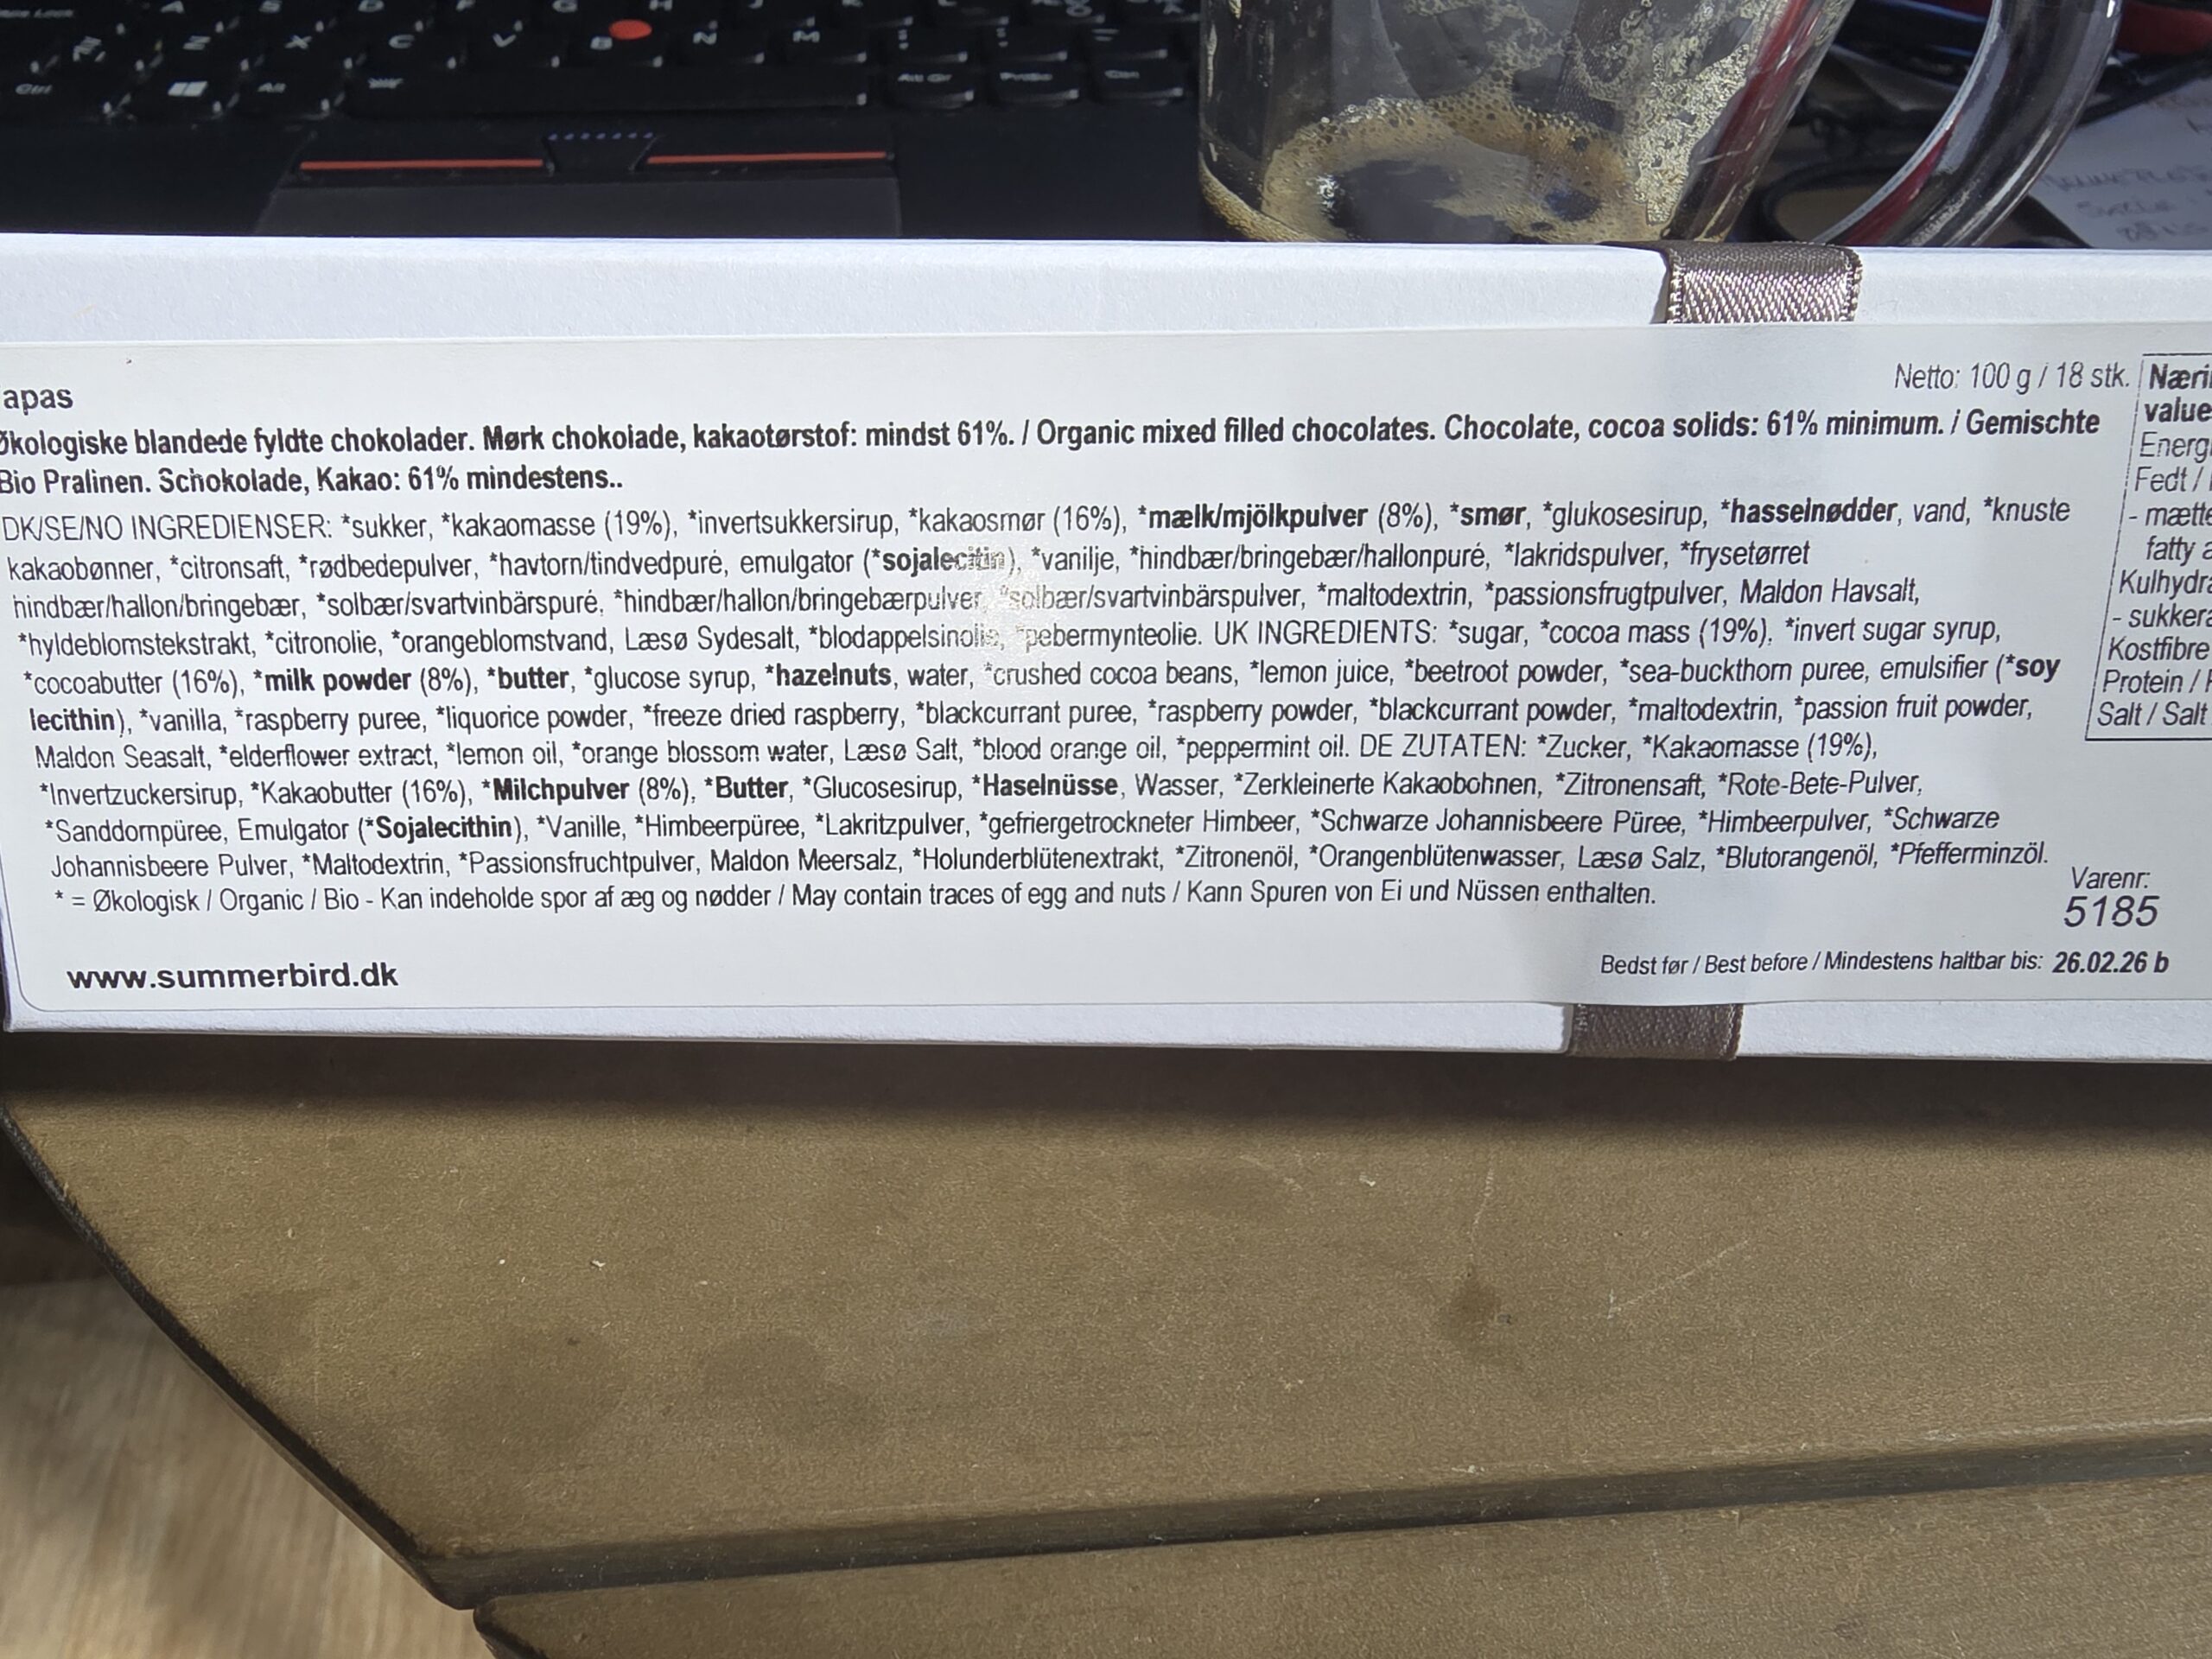 A S D F G H J K L
Z X C V B N M
Ctrl Alt Alt Gr PrtSc Ctrl
apas
Netto: 100 g / 18 stk.
Økologiske blandede fyldte chokolader. Mørk chokolade, kakaotørstof: mindst 61%. / Organic mixed filled chocolates. Chocolate, cocoa solids: 61% minimum. / Gemischte
Bio Pralinen. Schokolade, Kakao: 61% mindestens..
DK/SE/NO INGREDIENSER: *sukker, *kakaomasse (19%), *invertsukkersirup, *kakaosmør (16%), *mælk/mjölkpulver (8%), *smør, *glukosesirup, *hasselnødder, vand, *knuste
kakaobønner, *citronsaft, *rødbedepulver, *havtorn/tindvedpuré, emulgator (*sojalecitin), *vanilje, *hindbær/bringebær/hallonpuré, *lakridspulver, *frysetørret
hindbær/hallon/bringebær, *solbær/svartvinbärspuré, *hindbær/hallon/bringebærpulver, *solbær/svartvinbärspulver, *maltodextrin, *passionsfrugtpulver, Maldon Havsalt,
*hyldeblomstekstrakt, *citronolie, *orangeblomstvand, Læsø Sydesalt, *blodappelsinolie, *pebermynteolie. UK INGREDIENTS: *sugar, *cocoa mass (19%), *invert sugar syrup,
*cocoabutter (16%), *milk powder (8%), *butter, *glucose syrup, *hazelnuts, water, *crushed cocoa beans, *lemon juice, *beetroot powder, *sea-buckthorn puree, emulsifier (*soy
lecithin), *vanilla, *raspberry puree, *liquorice powder, *freeze dried raspberry, *blackcurrant puree, *raspberry powder, *blackcurrant powder, *maltodextrin, *passion fruit powder,
Maldon Seasalt, *elderflower extract, *lemon oil, *orange blossom water, Læsø Salt, *blood orange oil, *peppermint oil. DE ZUTATEN: *Zucker, *Kakaomasse (19%),
*Invertzuckersirup, *Kakaobutter (16%), *Milchpulver (8%), *Butter, *Glucosesirup, *Haselnüsse, Wasser, *Zerkleinerte Kakaobohnen, *Zitronensaft, *Rote-Bete-Pulver,
*Sanddornpüree, Emulgator (*Sojalecithin), *Vanille, *Himbeerpüree, *Lakritzpulver, *gefriergetrockneter Himbeer, *Schwarze Johannisbeere Püree, *Himbeerpulver, *Schwarze
Johannisbeere Pulver, *Maltodextrin, *Passionsfruchtpulver, Maldon Meersalz, *Holunderblütenextrakt, *Zitronenöl, *Orangenblütenwasser, Læsø Salz, *Blutorangenöl, *Pfefferminzöl.
* = Økologisk / Organic / Bio - Kan indeholde spor af æg og nødder / May contain traces of egg and nuts / Kann Spuren von Ei und Nüssen enthalten.
Varenr:
5185
www.summerbird.dk
Bedst før / Best before / Mindestens haltbar bis: 26.02.26 b
Næri
value
Energ
Fedt /
- mætte
fatty a
Kulhydra
- sukkera
Kostfibre
Protein /
Salt / Salt